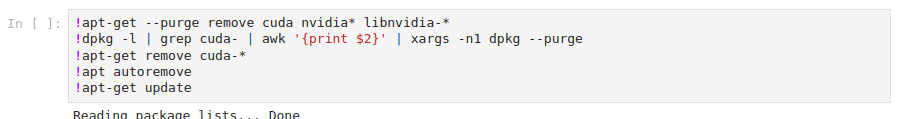 In [ ]:
!apt-get --purge remove cuda nvidia* libnvidia-*
!dpkg -l | grep cuda- | awk '{print $2}' | xargs -n1 dpkg --purge
!apt-get remove cuda-*
!apt autoremove
!apt-get update
Reading package lists... Done